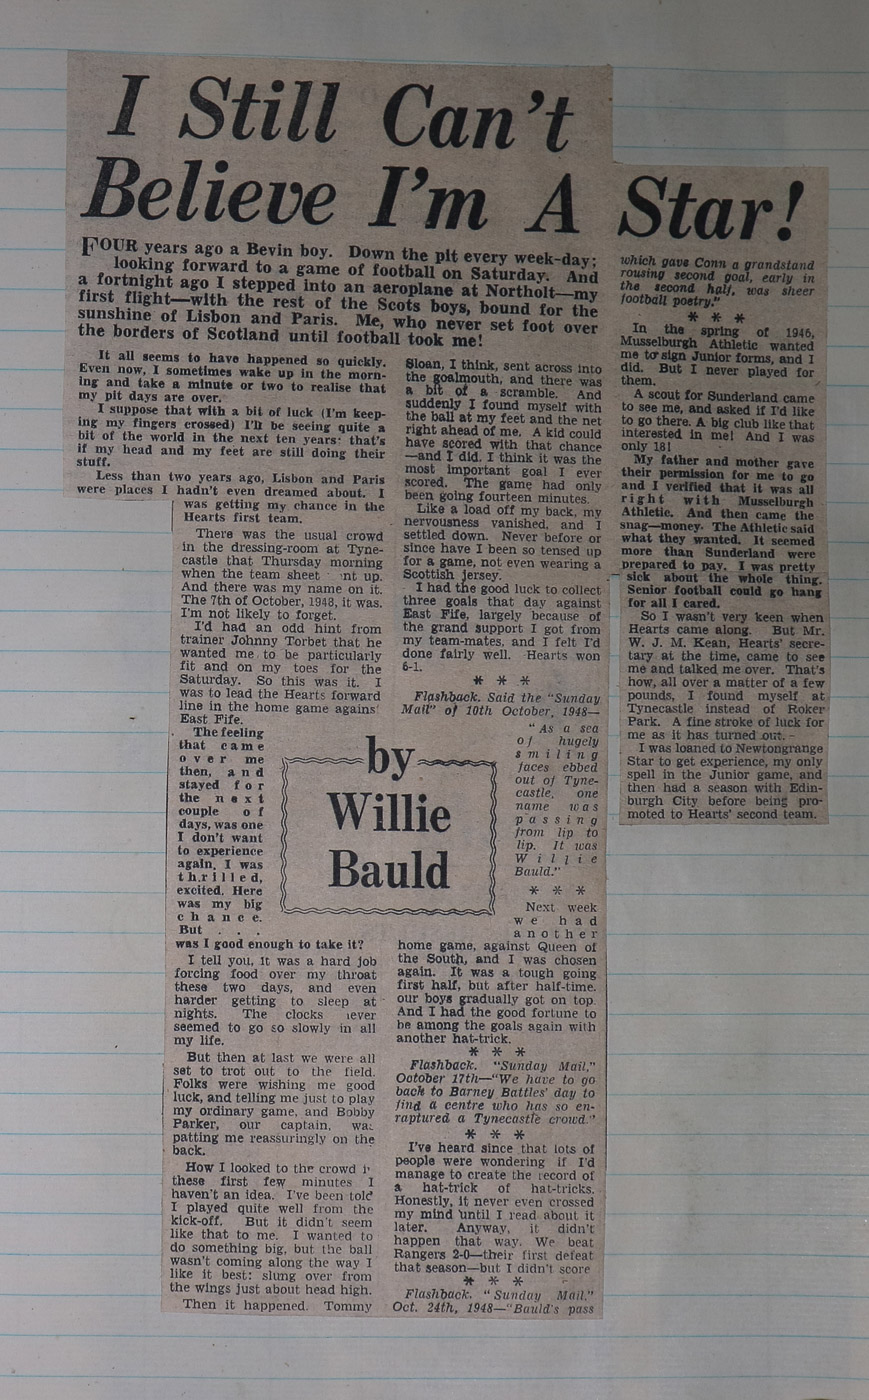 I Still Can't
Believe I'm A Star!
FOUR years ago a Bevin boy. Down the pit every week-day;
looking forward to a game of football on Saturday. And
a fortnight ago I stepped into an aeroplane at Northolt—my
first flight—with the rest of the Scots boys, bound for the
sunshine of Lisbon and Paris. Me, who never set foot over
the borders of Scotland until football took me!
It all seems to have happened so quickly.
Even now, I sometimes wake up in the morn-
ing and take a minute or two to realise that
my pit days are over.
I suppose that with a bit of luck (I'm keep-
ing my fingers crossed) I'll be seeing quite a
bit of the world in the next ten years: that's
if my head and my feet are still doing their
stuff.
Less than two years ago, Lisbon and Paris
were places I hadn't even dreamed about. I
was getting my chance in the
Hearts first team.
There was the usual crowd
in the dressing-room at Tyne-
castle that Thursday morning
when the team sheet nt up.
And there was my name on it.
The 7th of October, 1948, it was.
I'm not likely to forget.
I'd had an odd hint from
trainer Johnny Torbet that he
wanted me to be particularly
fit and on my toes for the
Saturday. So this was it. I
was to lead the Hearts forward
line in the home game agains'
East Fife.
The feeling
that came
over me
then, and
stayed for
the next
couple of
days, was one
I don't want
to experience
again. I was
thrilled,
excited. Here
was my big
chance.
But . . .
was I good enough to take it?
I tell you, it was a hard job
forcing food over my throat
these two days, and even
harder getting to sleep at
nights. The clocks never
seemed to go so slowly in all
my life.
But then at last we were all
set to trot out to the field.
Folks were wishing me good
luck, and telling me just to play
my ordinary game, and Bobby
Parker, our captain, was
patting me reassuringly on the
back.
How I looked to the crowd i'
these first few minutes I
haven't an idea. I've been told
I played quite well from the
kick-off. But it didn't seem
like that to me. I wanted to
do something big, but the ball
wasn't coming along the way I
like it best: slung over from
the wings just about head high.
Then it happened. Tommy
Sloan, I think, sent across into
the goalmouth, and there was
a bit of a scramble. And
suddenly I found myself with
the ball at my feet and the net
right ahead of me. A kid could
have scored with that chance
—and I did. I think it was the
most important goal I ever
scored. The game had only
been going fourteen minutes.
Like a load off my back, my
nervousness vanished, and I
settled down. Never before or
since have I been so tensed up
for a game, not even wearing a
Scottish jersey.
I had the good luck to collect
three goals that day against
East Fife, largely because of
the grand support I got from
my team-mates, and I felt I'd
done fairly well. Hearts won
6-1.
* * *
Flashback. Said the "Sunday
Mail" of 10th October, 1948—
"As a sea
of hugely
smiling
faces ebbed
out of Tyne-
castle, one
name was
passing
from lip to
lip. It was
Willie
Bauld."
by
Willie
Bauld
* * *
Next week
we had
another
home game, against Queen of
the South, and I was chosen
again. It was a tough going
first half, but after half-time.
our boys gradually got on top.
And I had the good fortune to
be among the goals again with
another hat-trick.
* * *
Flashback. "Sunday Mail,"
October 17th—"We have to go
back to Barney Battles' day to
find a centre who has so en-
raptured a Tynecastle crowd."
* * *
I've heard since that lots of
people were wondering if I'd
manage to create the record of
a hat-trick of hat-tricks.
Honestly, it never even crossed
my mind until I read about it
later. Anyway, it didn't
happen that way. We beat
Rangers 2-0—their first defeat
that season—but I didn't score
* * *
Flashback. "Sunday Mail."
Oct. 24th, 1948—"Bauld's pass
which gave Conn a grandstand
rousing second goal, early in
the second half, was sheer
football poetry."
* * *
In the spring of 1946,
Musselburgh Athletic wanted
me to sign Junior forms, and I
did. But I never played for
them.
A scout for Sunderland came
to see me, and asked if I'd like
to go there. A big club like that
interested in me! And I was
only 18!
My father and mother gave
their permission for me to go
and I verified that it was all
right with Musselburgh
Athletic. And then came the
snag—money. The Athletic said
what they wanted. It seemed
more than Sunderland were
prepared to pay. I was pretty
sick about the whole thing.
Senior football could go hang
for all I cared.
So I wasn't very keen when
Hearts came along. But Mr.
W. J. M. Kean, Hearts' secre-
tary at the time, came to see
me and talked me over. That's
how, all over a matter of a few
pounds, I found myself at
Tynecastle instead of Roker
Park. A fine stroke of luck for
me as it has turned out.
I was loaned to Newtongrange
Star to get experience, my only
spell in the Junior game, and
then had a season with Edin-
burgh City before being pro-
moted to Hearts' second team.